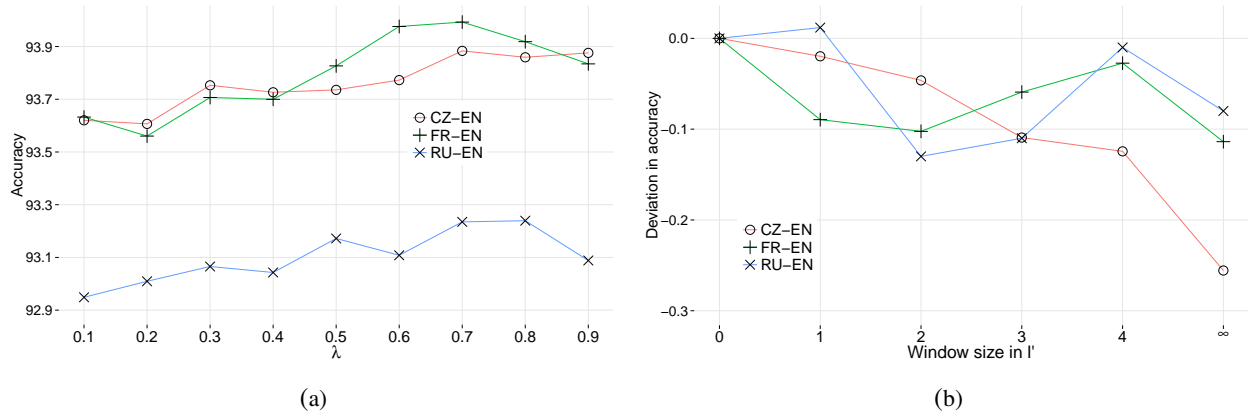 93.9
93.7
93.5
93.3
93.1
92.9
Accuracy
CZ−EN
FR−EN
RU−EN
0.1 0.2 0.3 0.4 0.5 0.6 0.7 0.8 0.9
λ
(a)
0.0
−0.1
−0.2
−0.3
Deviation in accuracy
CZ−EN
FR−EN
RU−EN
0 1 2 3 4 ∞
Window size in l'
(b)